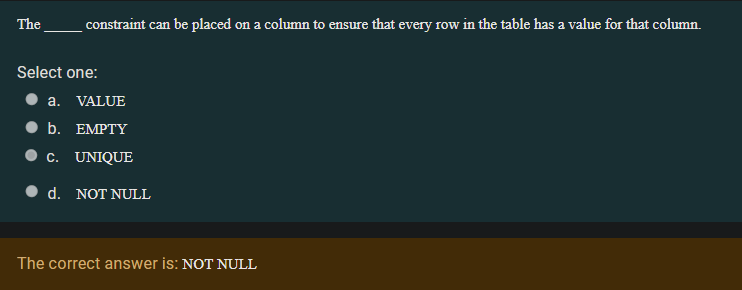 The _____ constraint can be placed on a column to ensure that every row in the table has a value for that column.
Select one:
a. VALUE
b. EMPTY
c. UNIQUE
d. NOT NULL
The correct answer is: NOT NULL